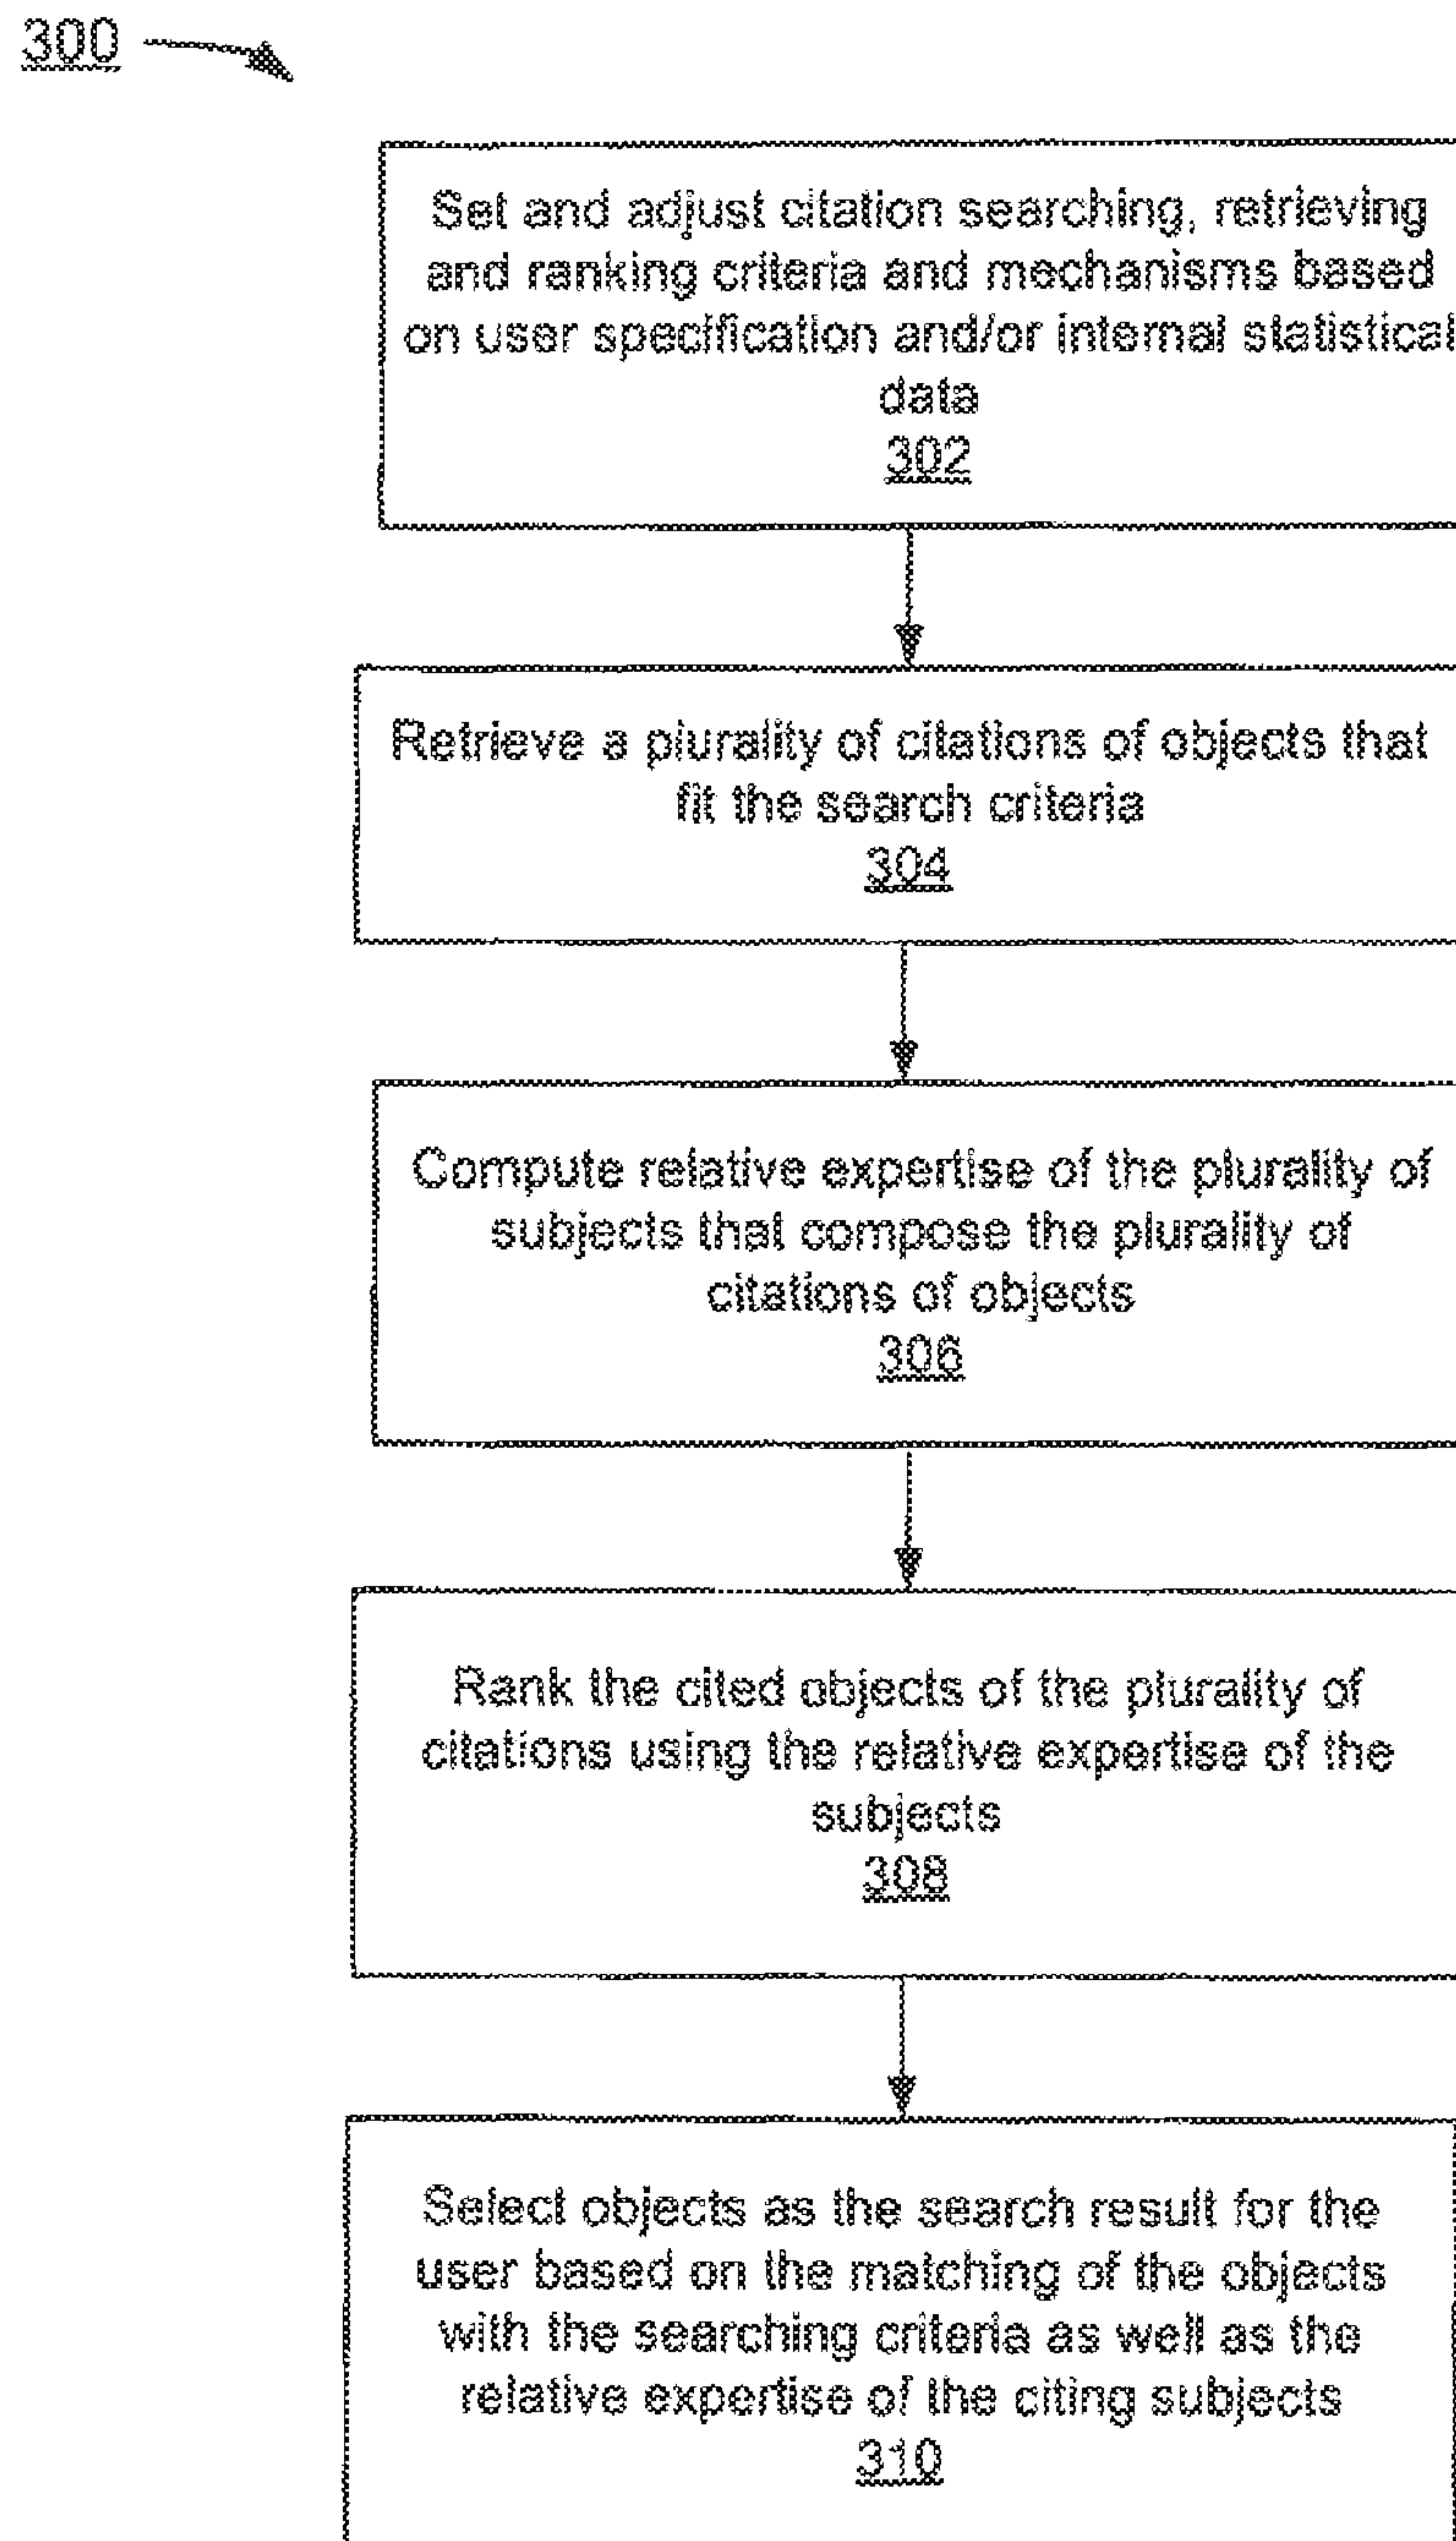 300
Set and adjust citation searching, retrieving
and ranking criteria and mechanisms based
on user specification and/or internal statistical
data
302
Retrieve a plurality of citations of objects that
fit the search criteria
304
Compute relative expertise of the plurality of
subjects that compose the plurality of
citations of objects
306
Rank the cited objects of the plurality of
citations using the relative expertise of the
subjects
308
Select objects as the search result for the
user based on the matching of the objects
with the searching criteria as well as the
relative expertise of the citing subjects
310